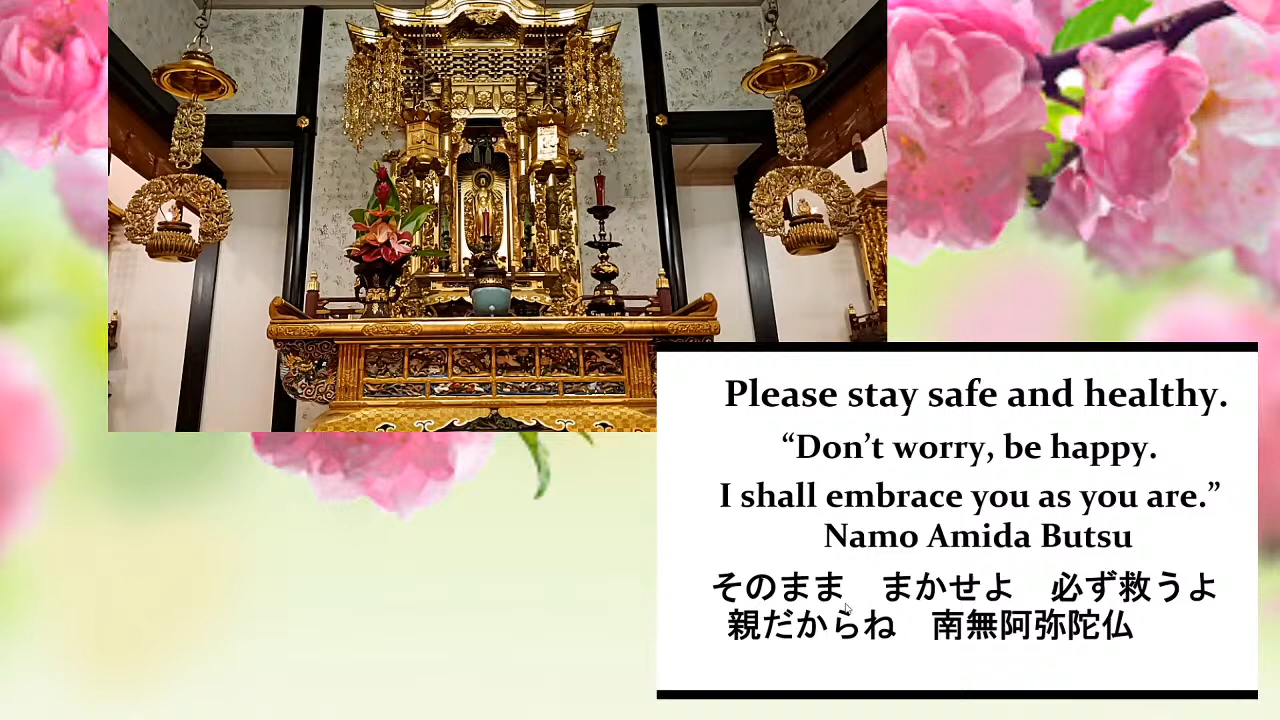 Please stay safe and healthy.
“Don’t worry, be happy.
I shall embrace you as you are.”
Namo Amida Butsu
そのまま　まかせよ　必ず救うよ
親だからね　南無阿弥陀仏